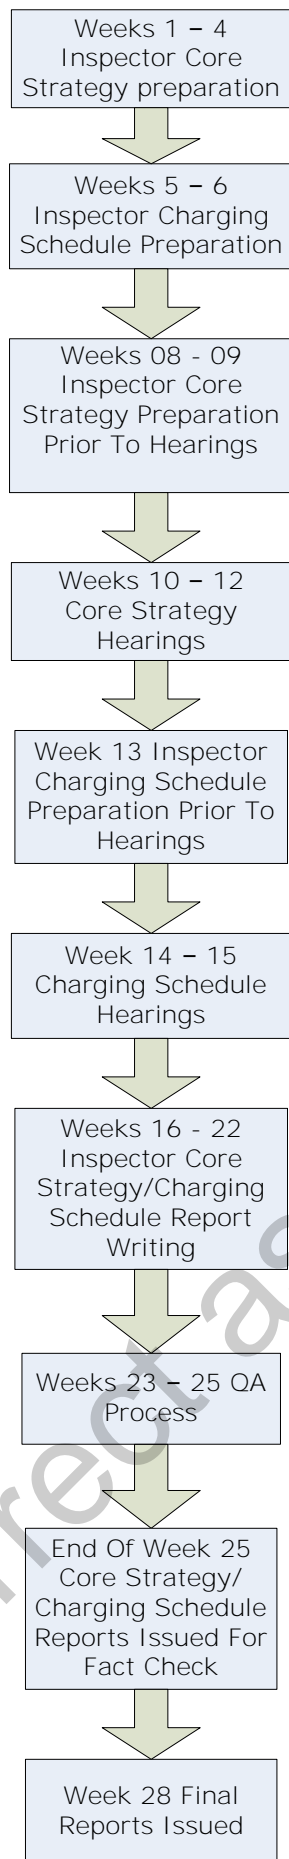 Weeks 1 – 4
Inspector Core
Strategy preparation
Weeks 5 – 6
Inspector Charging
Schedule Preparation
Weeks 08 - 09
Inspector Core
Strategy Preparation
Prior To Hearings
Weeks 10 – 12
Core Strategy
Hearings
Week 13 Inspector
Charging Schedule
Preparation Prior To
Hearings
Week 14 – 15
Charging Schedule
Hearings
Weeks 16 - 22
Inspector Core
Strategy/Charging
Schedule Report
Writing
Weeks 23 – 25 QA
Process
End Of Week 25
Core Strategy/
Charging Schedule
Reports Issued For
Fact Check
Week 28 Final
Reports Issued